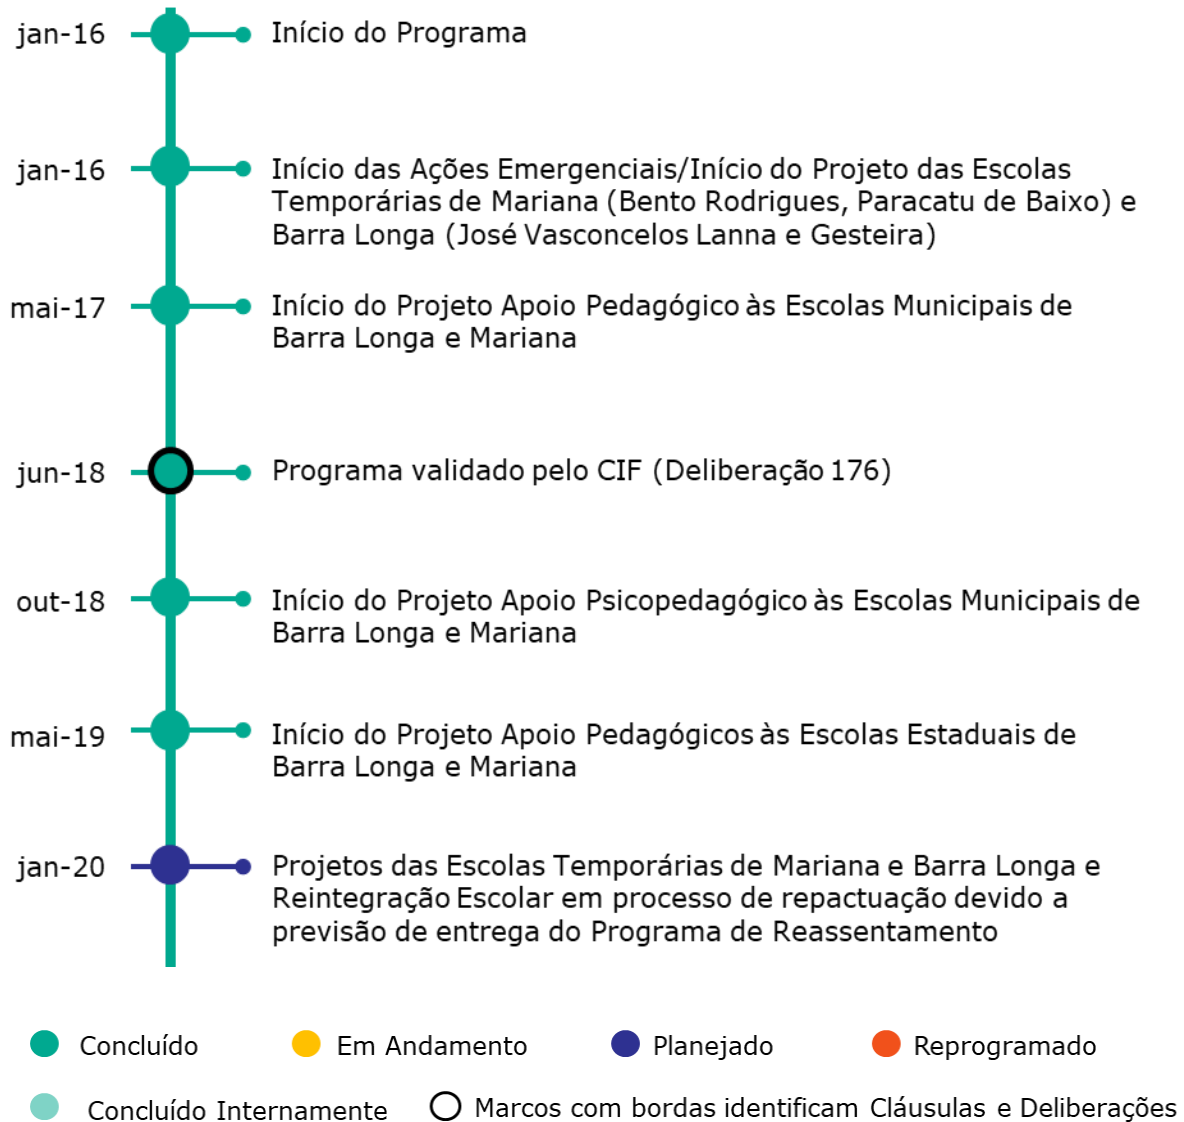 jan-16 Início do Programa
jan-16 Início das Ações Emergenciais/Início do Projeto das Escolas
Temporárias de Mariana (Bento Rodrigues, Paracatu de Baixo) e
Barra Longa (José Vasconcelos Lanna e Gesteira)
mai-17 Início do Projeto Apoio Pedagógico às Escolas Municipais de
Barra Longa e Mariana
jun-18 Programa validado pelo CIF (Deliberação 176)
out-18 Início do Projeto Apoio Psicopedagógico às Escolas Municipais de
Barra Longa e Mariana
mai-19 Início do Projeto Apoio Pedagógicos às Escolas Estaduais de
Barra Longa e Mariana
jan-20 Projetos das Escolas Temporárias de Mariana e Barra Longa e
Reintegração Escolar em processo de repactuação devido a
previsão de entrega do Programa de Reassentamento
Concluído Em Andamento Planejado Reprogramado
Concluído Internamente Marcos com bordas identificam Cláusulas e Deliberações